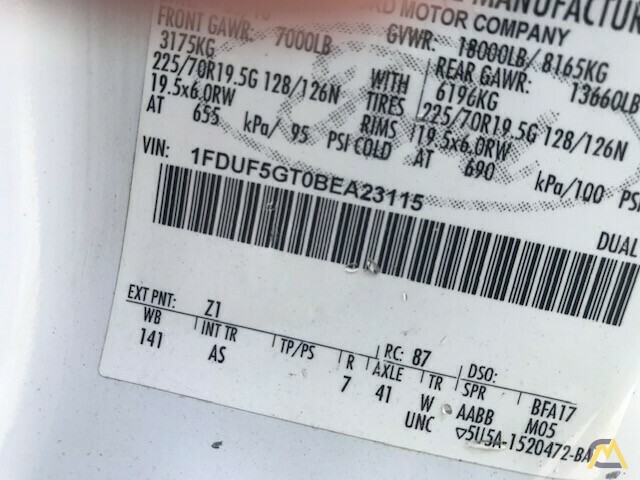 MANUFACTUR
MOTOR COMPANY
FRONT GAWR: 7000LB GVWR: 18000LB/ 8165KG
3175KG REAR GAWR: 13660LB
225/70R19.5G 128/126N WITH 6196KG
19.5x6.0RW TIRES 225/70R19.5G 128/126N
AT 655 kPa/ 95 PSI COLD RIMS 19.5x6.0RW
AT 690 kPa/100 PSI
VIN: 1FDUF5GT0BEA23115
DUAL
EXT PNT: Z1 RC: 87 DSO:
WB INT TR TP/PS R AXLE TR SPR BFA17
141 AS 7 41 W AABB M05
UNC ▽5U5A-1520472-BA